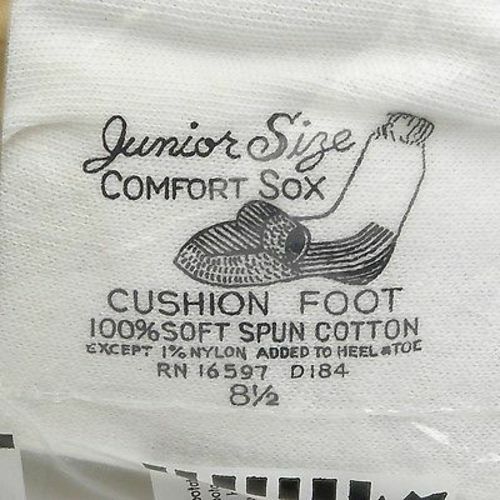 Junior Size
COMFORT SOX
CUSHION FOOT
100% SOFT SPUN COTTON
EXCEPT 1% NYLON ADDED TO HEEL & TOE
RN 16597 D184
8½